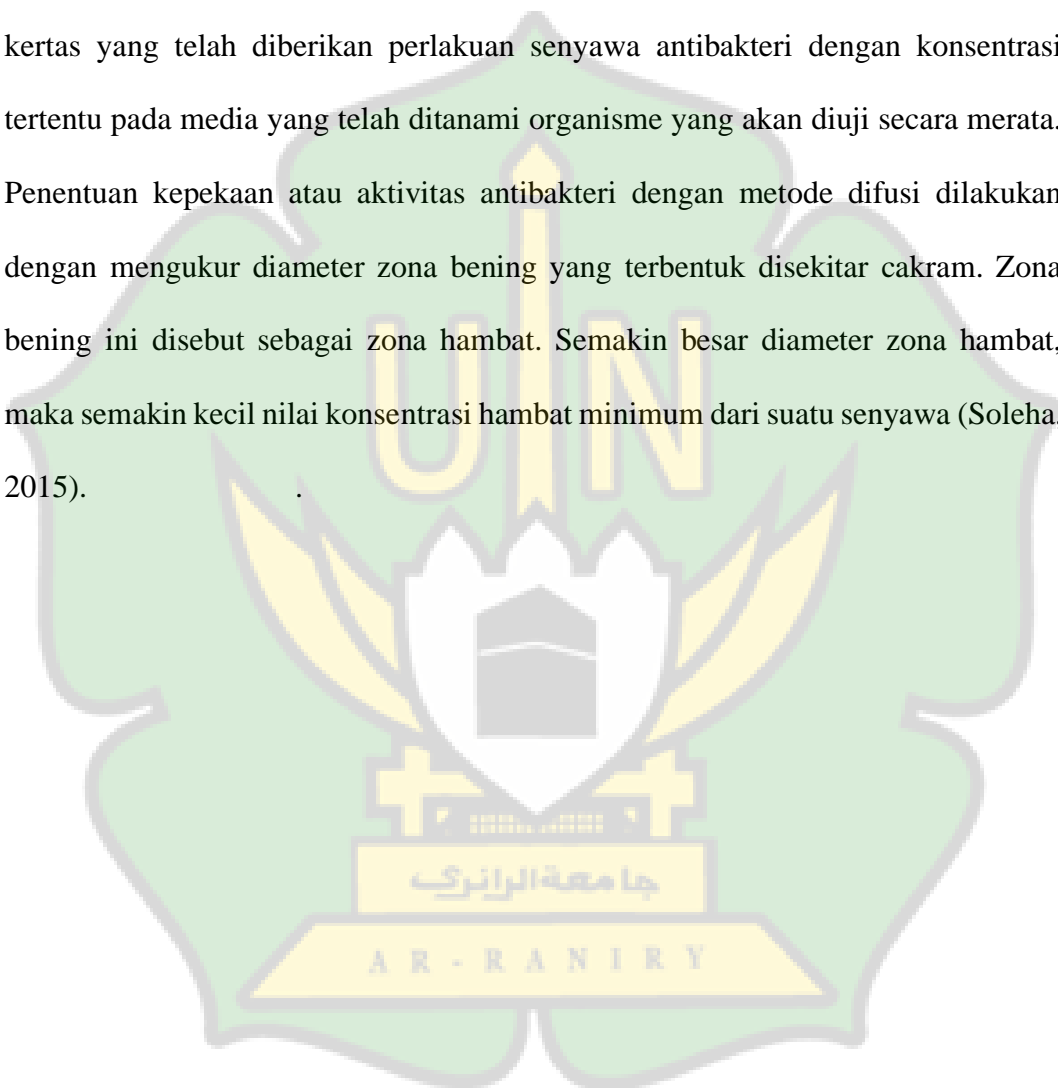 kertas yang telah diberikan perlakuan senyawa antibakteri dengan konsentrasi
tertentu pada media yang telah ditanami organisme yang akan diuji secara merata.
Penentuan kepekaan atau aktivitas antibakteri dengan metode difusi dilakukan
dengan mengukur diameter zona bening yang terbentuk disekitar cakram. Zona
bening ini disebut sebagai zona hambat. Semakin besar diameter zona hambat,
maka semakin kecil nilai konsentrasi hambat minimum dari suatu senyawa (Soleha,
2015). .
UIN
جامعة الرانري
AR-RANIRY